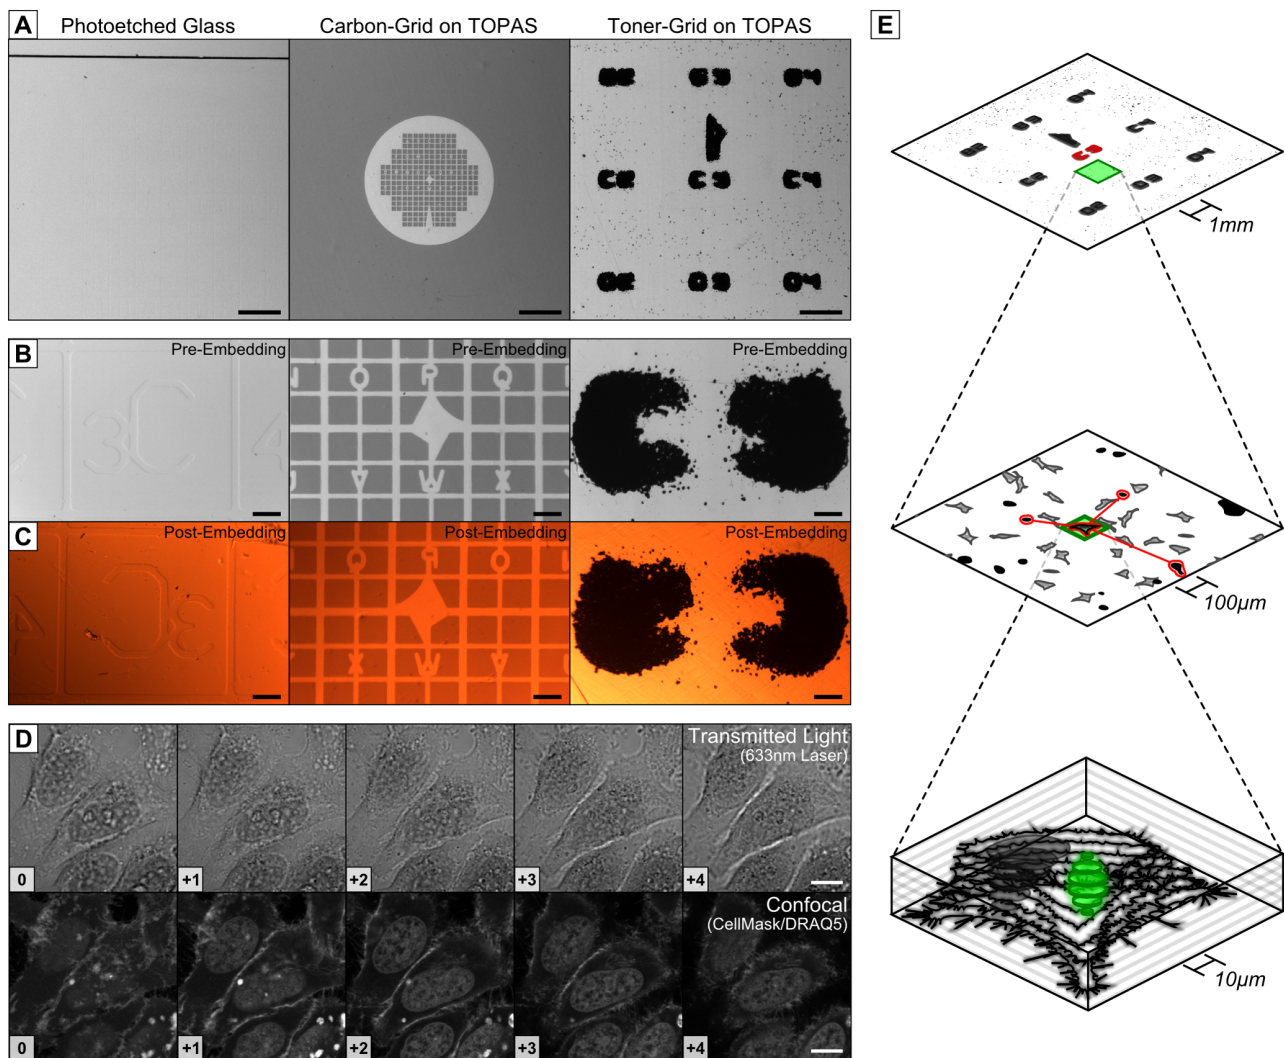 A
Photoetched Glass
Carbon-Grid on TOPAS
Toner-Grid on TOPAS
B
Pre-Embedding
3C
4
Pre-Embedding
O P Q
V W X
Pre-Embedding
C
Post-Embedding
C3
4
Post-Embedding
Q P O
X W V
Post-Embedding
D
Transmitted Light
(633nm Laser)
0
+1
+2
+3
+4
Confocal
(CellMask/DRAQ5)
0
+1
+2
+3
+4
E
1mm
100µm
10µm